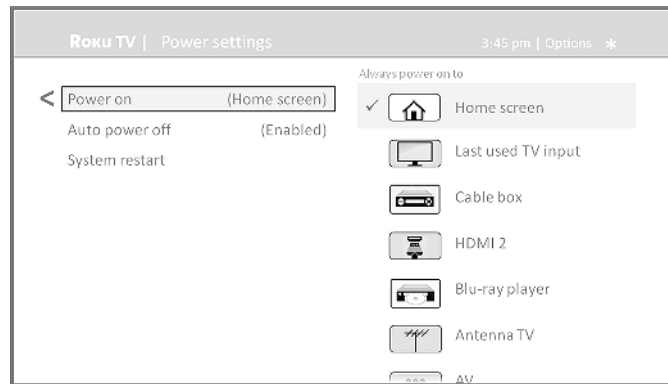 Roku TV | Power settings
3:45 pm | Options *
Always power on to
< Power on (Home screen)
Auto power off (Enabled)
System restart
✓ Home screen
Last used TV input
Cable box
HDMI 2
Blu-ray player
Antenna TV
AV